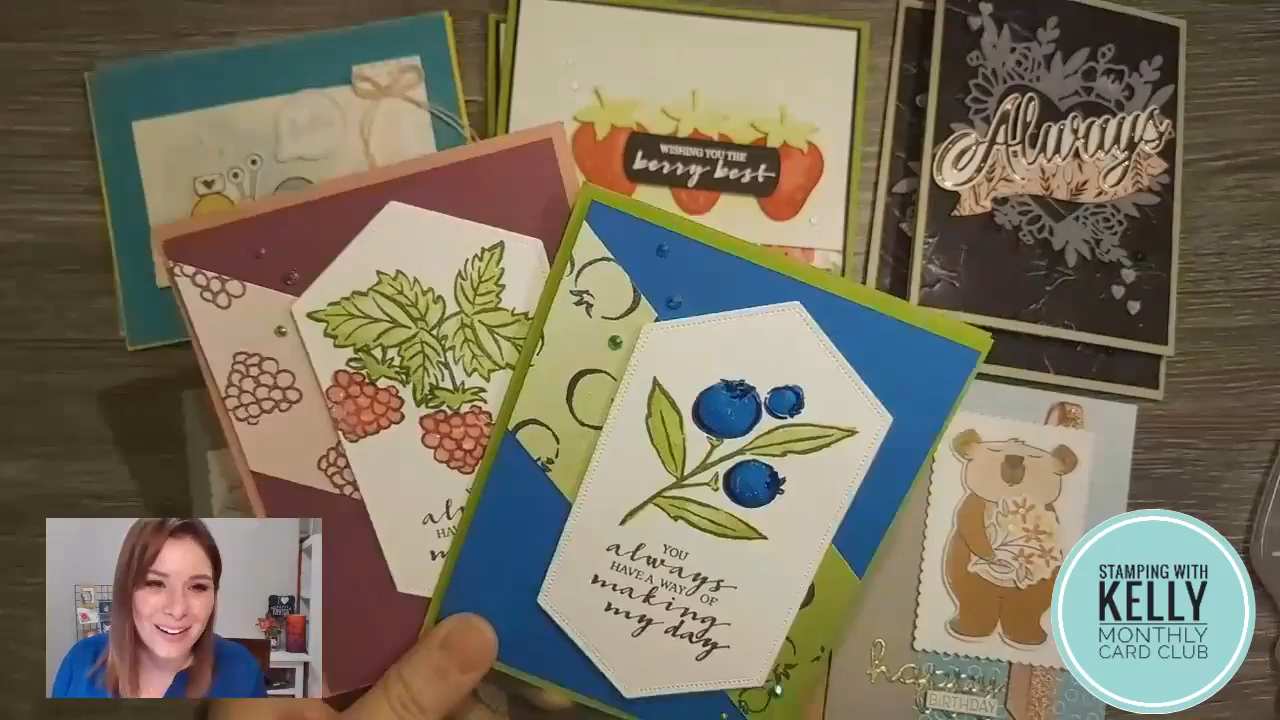 WISHING YOU THE
berry best
Always
YOU
always
HAVE A WAY OF
making
my day
happy
BIRTHDAY
STAMPING WITH
KELLY
MONTHLY
CARD CLUB